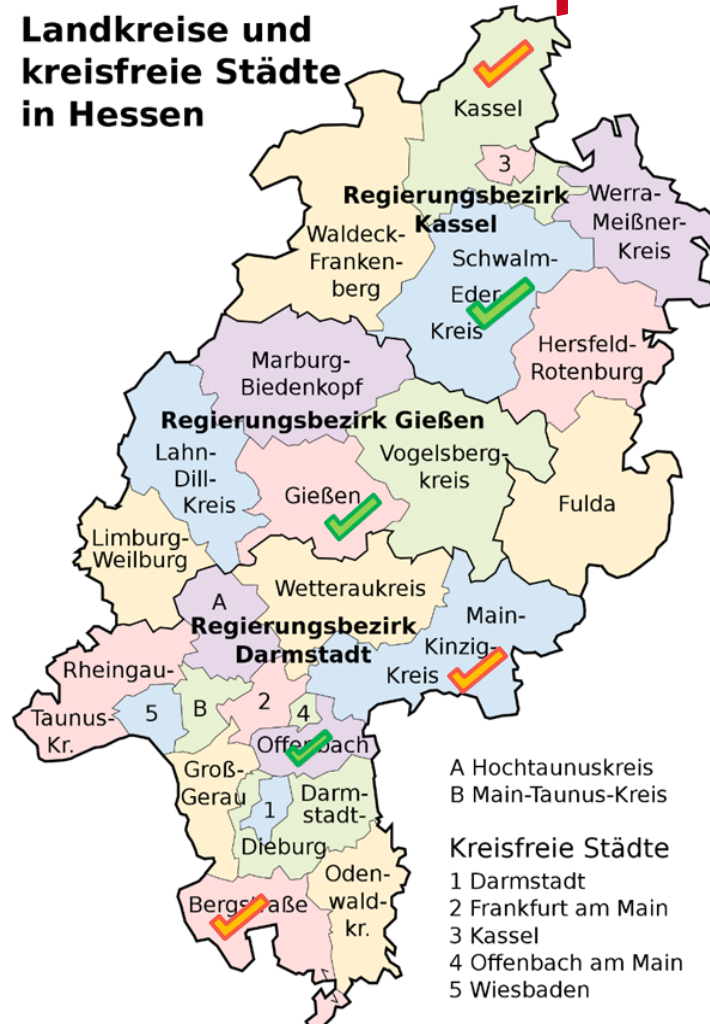 Landkreise und
kreisfreie Städte
in Hessen
Kassel
3
Regierungsbezirk
Kassel
Werra-
Meißner-
Kreis
Waldeck-
Franken-
berg
Schwalm-
Eder
Kreis
Hersfeld-
Rotenburg
Marburg-
Biedenkopf
Regierungsbezirk Gießen
Lahn-
Dill-
Kreis
Vogelsberg-
kreis
Gießen
Fulda
Limburg-
Weilburg
Wetteraukreis
A
Regierungsbezirk
Darmstadt
Main-
Kinzig-
Kreis
Rheingau-
Taunus-
Kr.
5
B
2
4
Offenbach
Groß-
Gerau
1
Darm-
stadt-
Dieburg
Oden-
wald-
kr.
Bergstraße
A Hochtaunuskreis
B Main-Taunus-Kreis
Kreisfreie Städte
1 Darmstadt
2 Frankfurt am Main
3 Kassel
4 Offenbach am Main
5 Wiesbaden